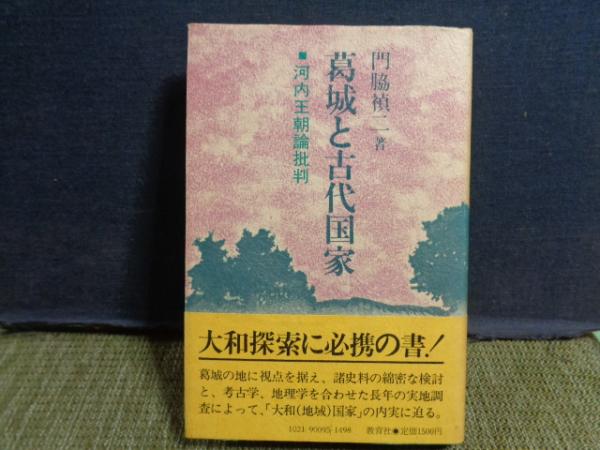 門脇禎二 著
葛城と古代国家
■河内王朝論批判
大和探索に必携の書!
葛城の地に視点を据え、諸史料の綿密な検討
と、考古学、地理学を合わせた長年の実地調
査によって、「大和(地域)国家」の内実に迫る。
1021-90095-1498 教育社●定価1500円